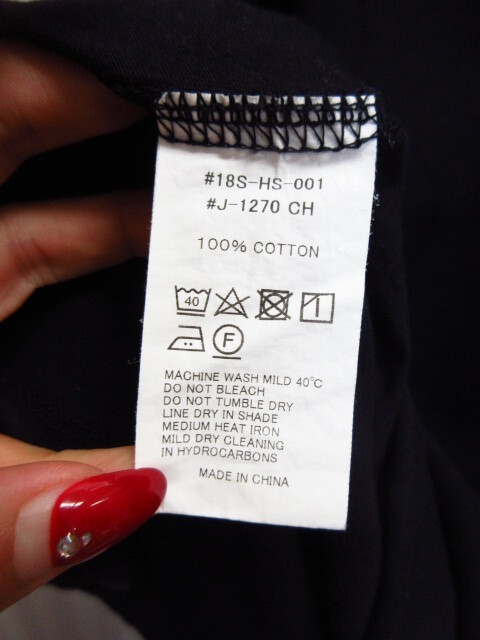 #18S-HS-001
#J-1270 CH
100% COTTON
40
F
MACHINE WASH MILD 40℃
DO NOT BLEACH
DO NOT TUMBLE DRY
LINE DRY IN SHADE
MEDIUM HEAT IRON
MILD DRY CLEANING
IN HYDROCARBONS
MADE IN CHINA